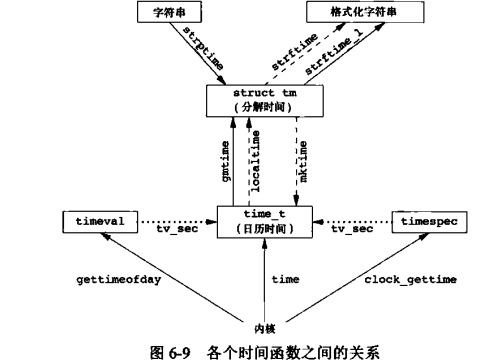 字符串
格式化字符串
strptime
strftime
strftime_l
struct tm
(分解时间)
gmtime
localtime
mktime
timeval
tv_sec
time_t
(日历时间)
tv_sec
timespec
gettimeofday
time
clock_gettime
内核
图 6-9 各个时间函数之间的关系